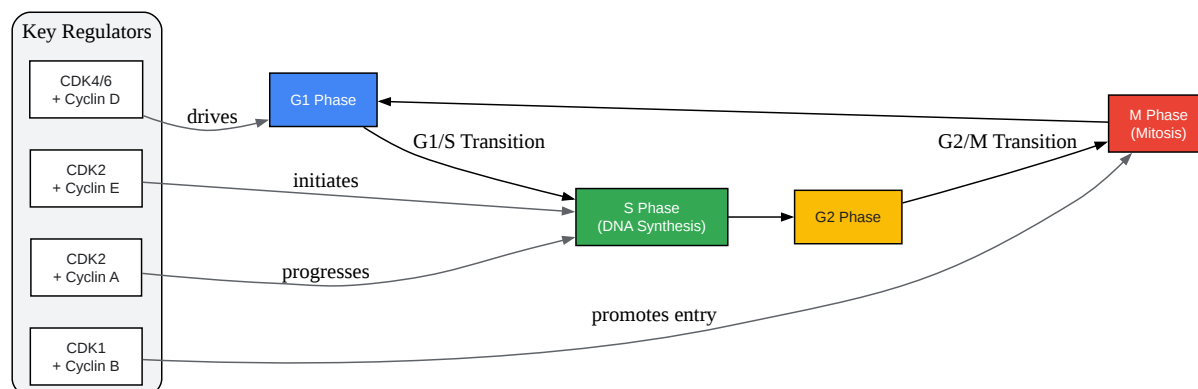 Key Regulators
CDK4/6
+ Cyclin D
CDK2
+ Cyclin E
CDK2
+ Cyclin A
CDK1
+ Cyclin B
drives
initiates
progresses
promotes entry
G1 Phase
G1/S Transition
S Phase
(DNA Synthesis)
G2 Phase
G2/M Transition
M Phase
(Mitosis)